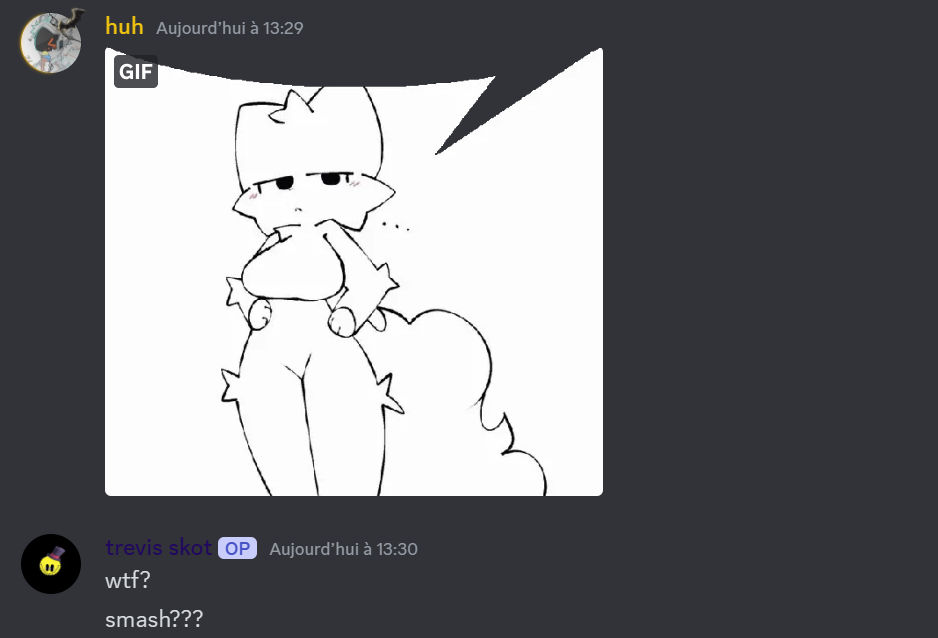 huh Aujourd'hui à 13:29
GIF
...
trevis skot OP Aujourd'hui à 13:30
wtf?
smash???